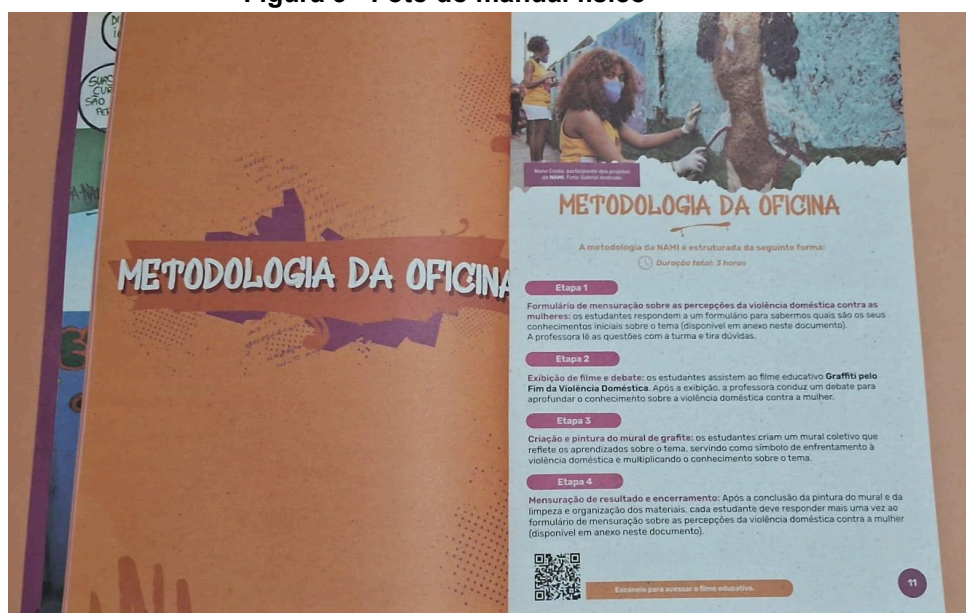 METODOLOGIA DA OFICINA
Nome Costa, participante dos projetos
da NAMI. Foto: Gabriel Andrade.
METODOLOGIA DA OFICINA
A metodologia da NAMI é estruturada da seguinte forma:
Duração total: 3 horas
Etapa 1
Formulário de mensuração sobre as percepções da violência doméstica contra as
mulheres: os estudantes respondem a um formulário para sabermos quais são os seus
conhecimentos iniciais sobre o tema (disponível em anexo neste documento).
A professora lê as questões com a turma e tira dúvidas.
Etapa 2
Exibição de filme e debate: os estudantes assistem ao filme educativo Graffiti pelo
Fim da Violência Doméstica. Após a exibição, a professora conduz um debate para
aprofundar o conhecimento sobre a violência doméstica contra a mulher.
Etapa 3
Criação e pintura do mural de grafite: os estudantes criam um mural coletivo que
reflete os aprendizados sobre o tema, servindo como símbolo de enfrentamento à
violência doméstica e multiplicando o conhecimento sobre o tema.
Etapa 4
Mensuração de resultado e encerramento: Após a conclusão da pintura do mural e da
limpeza e organização dos materiais, cada estudante deve responder mais uma vez ao
formulário de mensuração sobre as percepções da violência doméstica contra a mulher
(disponível em anexo neste documento).
Escaneie para acessar o filme educativo.
11